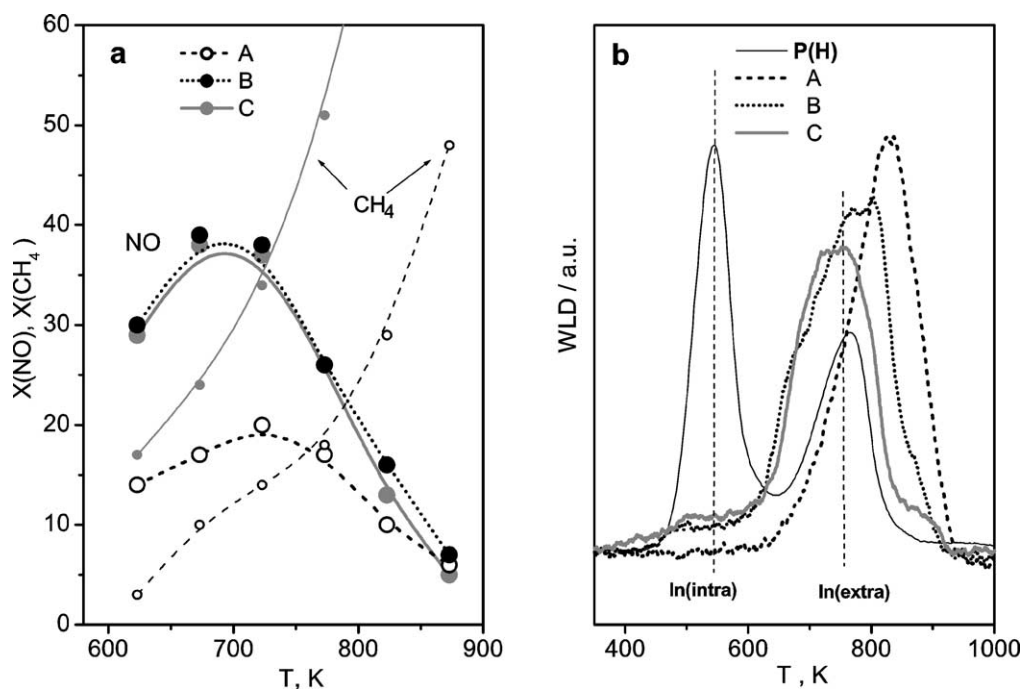 a
A
B
C
CH4
NO
X(NO), X(CH4)
60
50
40
30
20
10
0
600 700 800 900
T, K
b
P(H)
A
B
C
WLD / a.u.
In(intra) In(extra)
400 600 800 1000
T , K